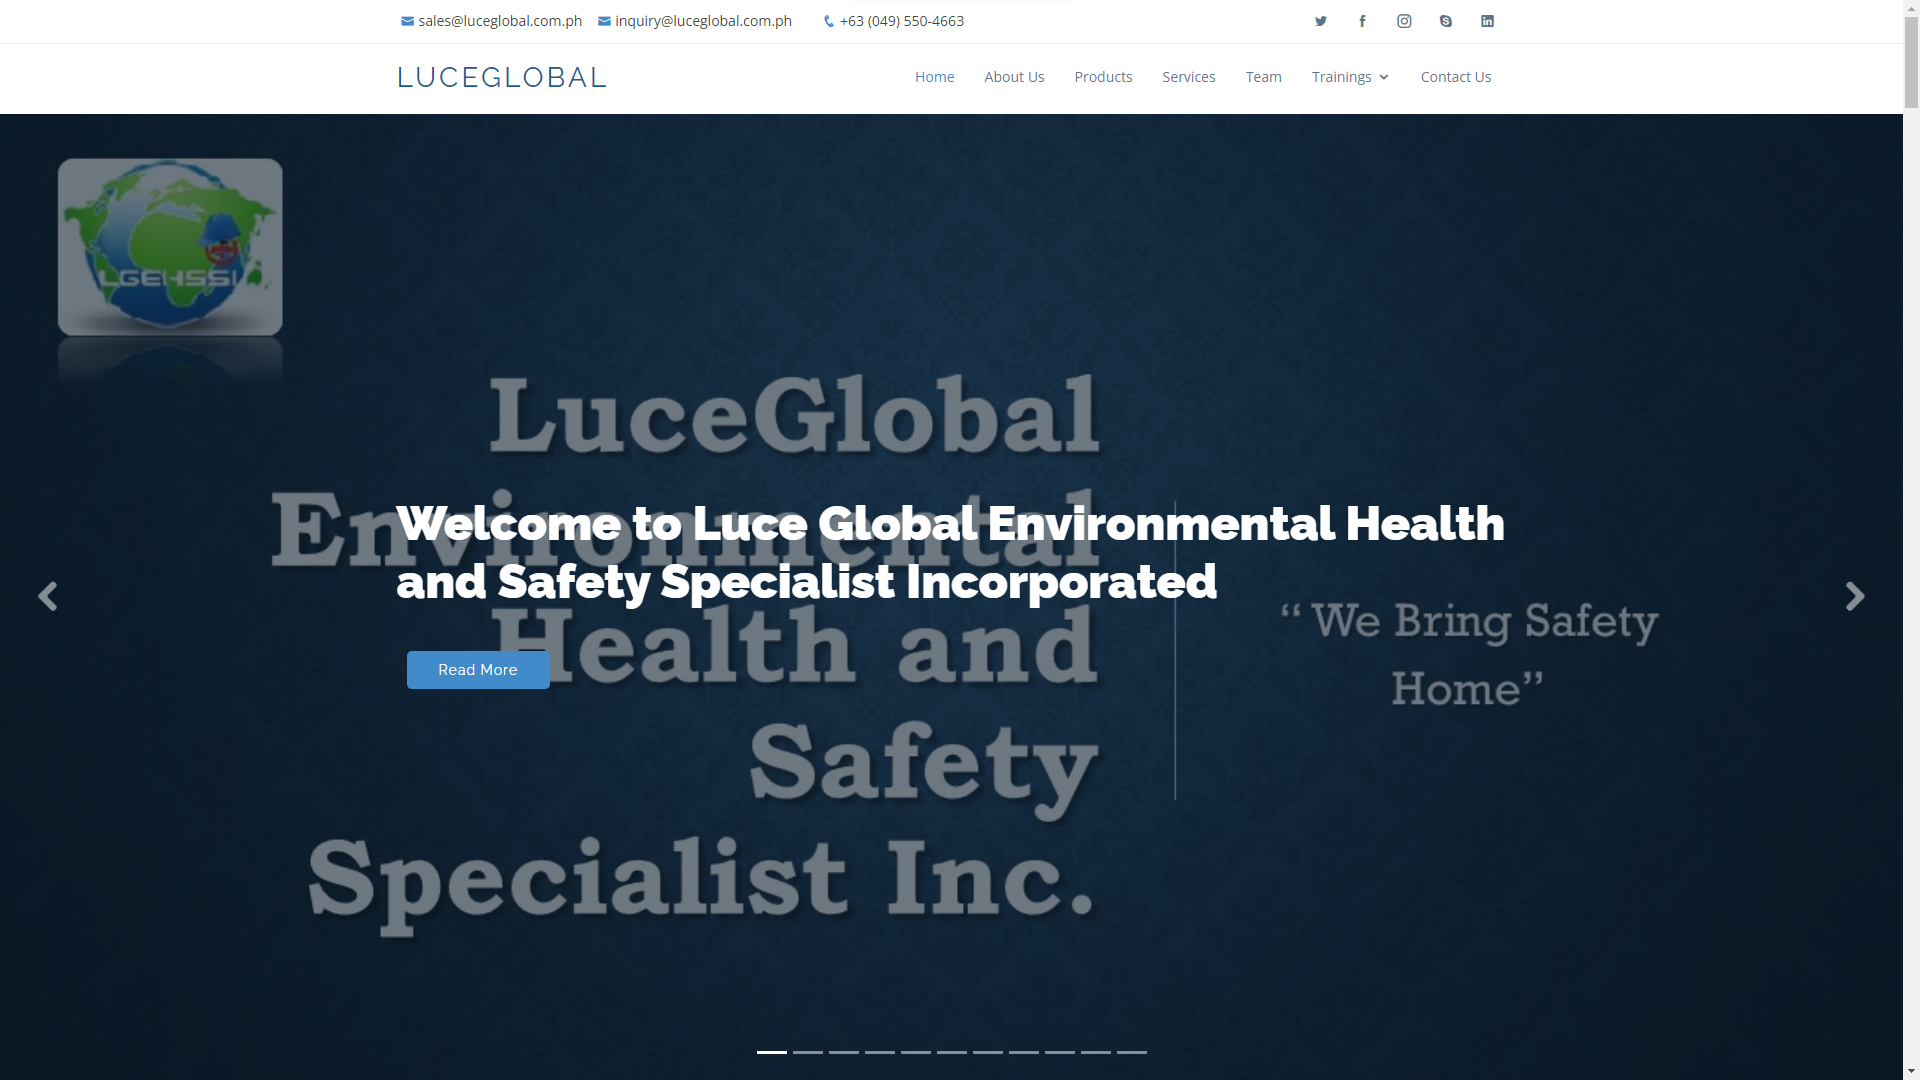 sales@luceglobal.com.ph inquiry@luceglobal.com.ph +63 (049) 550-4663
LUCEGLOBAL
Home About Us Products Services Team Trainings Contact Us
LGEHSSI
LuceGlobal
Environmental
Health and
Safety
Specialist Inc.
Welcome to Luce Global Environmental Health
and Safety Specialist Incorporated
Read More
“ We Bring Safety
Home”